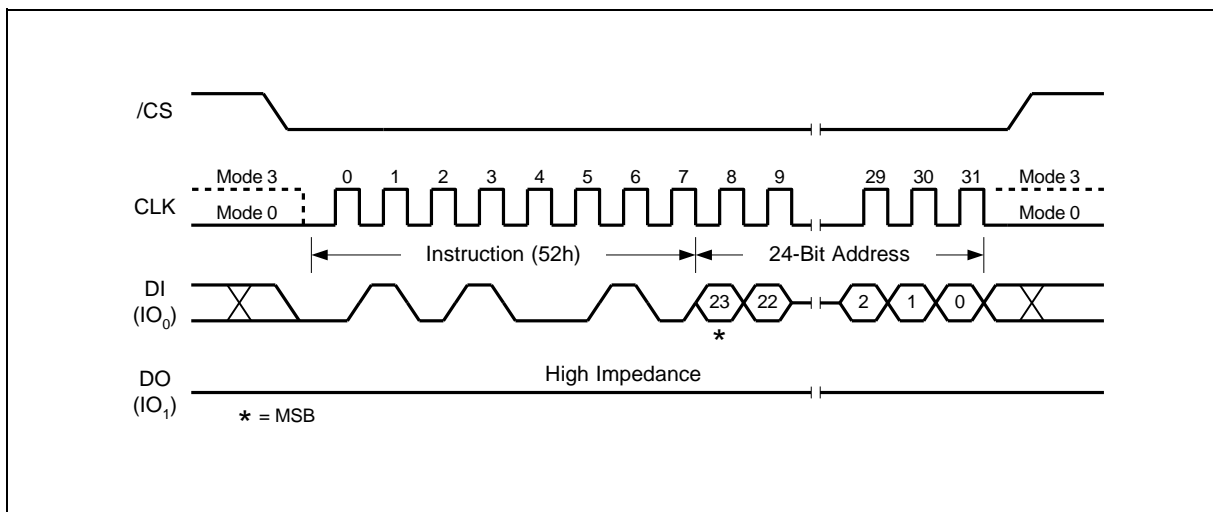 /CS
Mode 3 0 1 2 3 4 5 6 7 8 9 29 30 31 Mode 3
CLK
Mode 0 Mode 0
Instruction (52h) 24-Bit Address
DI
(IO0)
23 22 2 1 0
*
DO
(IO1)
High Impedance
* = MSB